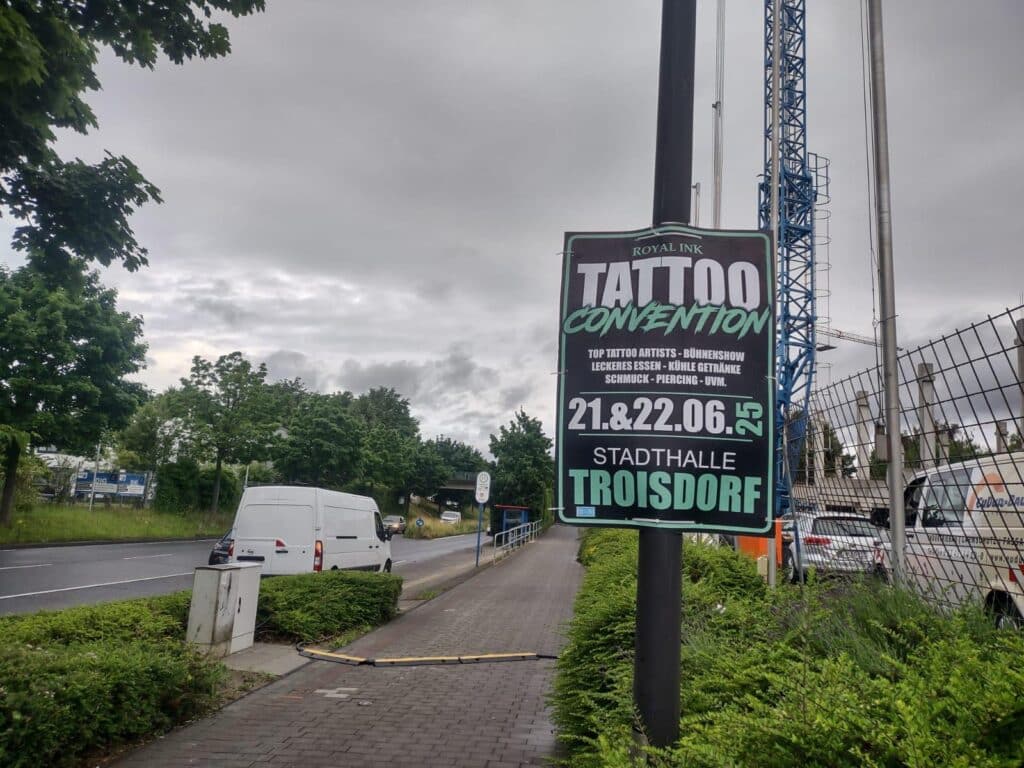 ROYAL INK
TATTOO
CONVENTION
TOP TATTOO ARTISTS - BÜHNENSHOW
LECKERES ESSEN - KÜHLE GETRÄNKE
SCHMUCK - PIERCING - UVM.
21.&22.06.25
STADTHALLE
TROISDORF